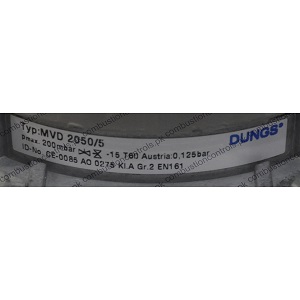 Typ:MVD 2050/5
pmax. 200mbar -15 T60 Austria:0,125bar
ID-No. CE-0085 AO 0275 Kl.A Gr.2 EN161
DUNGS®